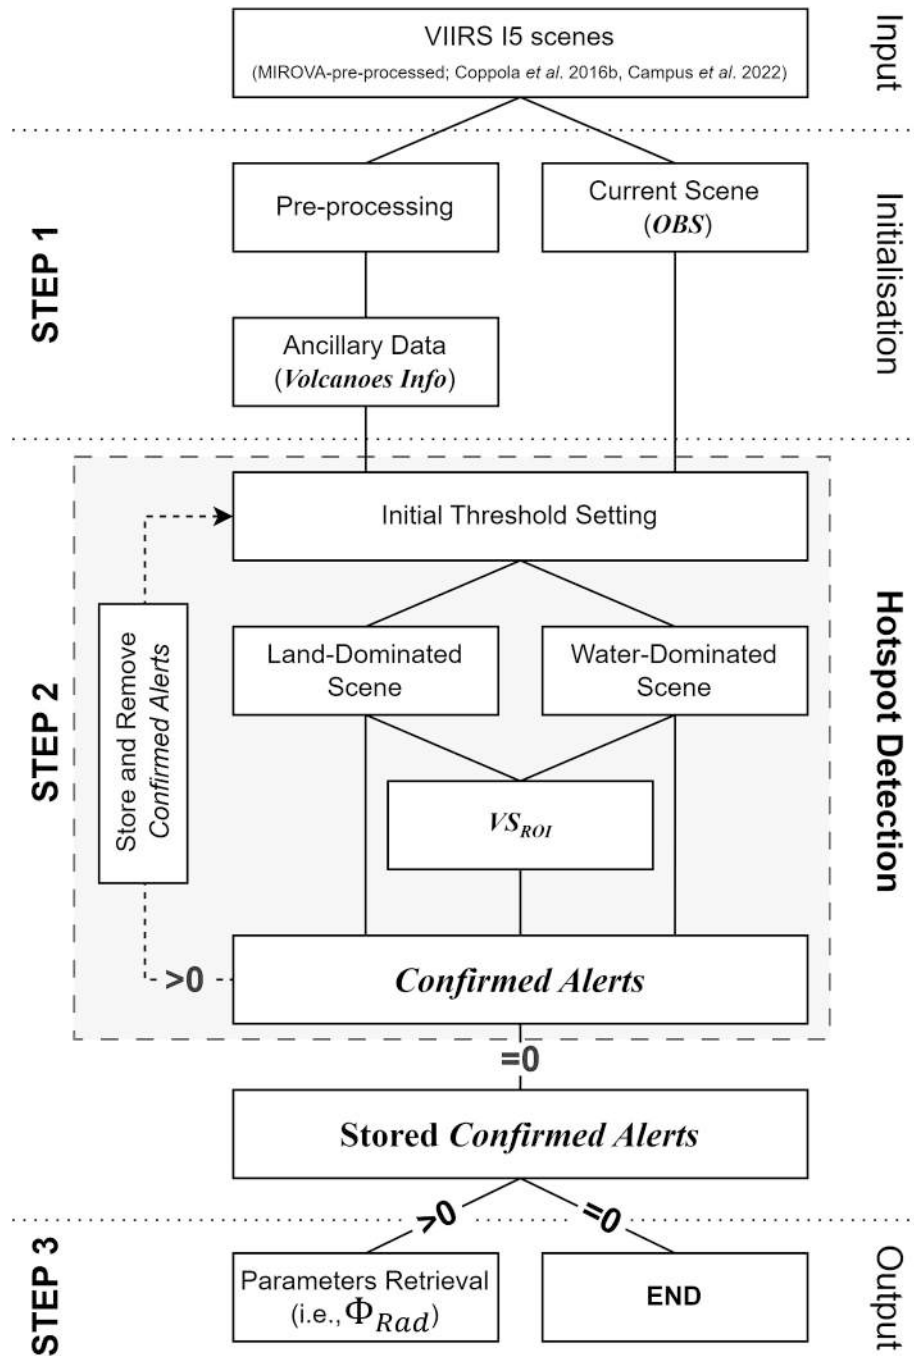 VIIRS I5 scenes
(MIROVA-pre-processed; Coppola et al. 2016b, Campus et al. 2022)
Input
STEP 1
Initialisation
Pre-processing
Current Scene
(OBS)
Ancillary Data
(Volcanoes Info)
STEP 2
Hotspot Detection
Initial Threshold Setting
Store and Remove
Confirmed Alerts
Land-Dominated
Scene
Water-Dominated
Scene
VS_ROI
>0
Confirmed Alerts
=0
Stored Confirmed Alerts
>0
=0
STEP 3
Output
Parameters Retrieval
(i.e., Φ_Rad)
END